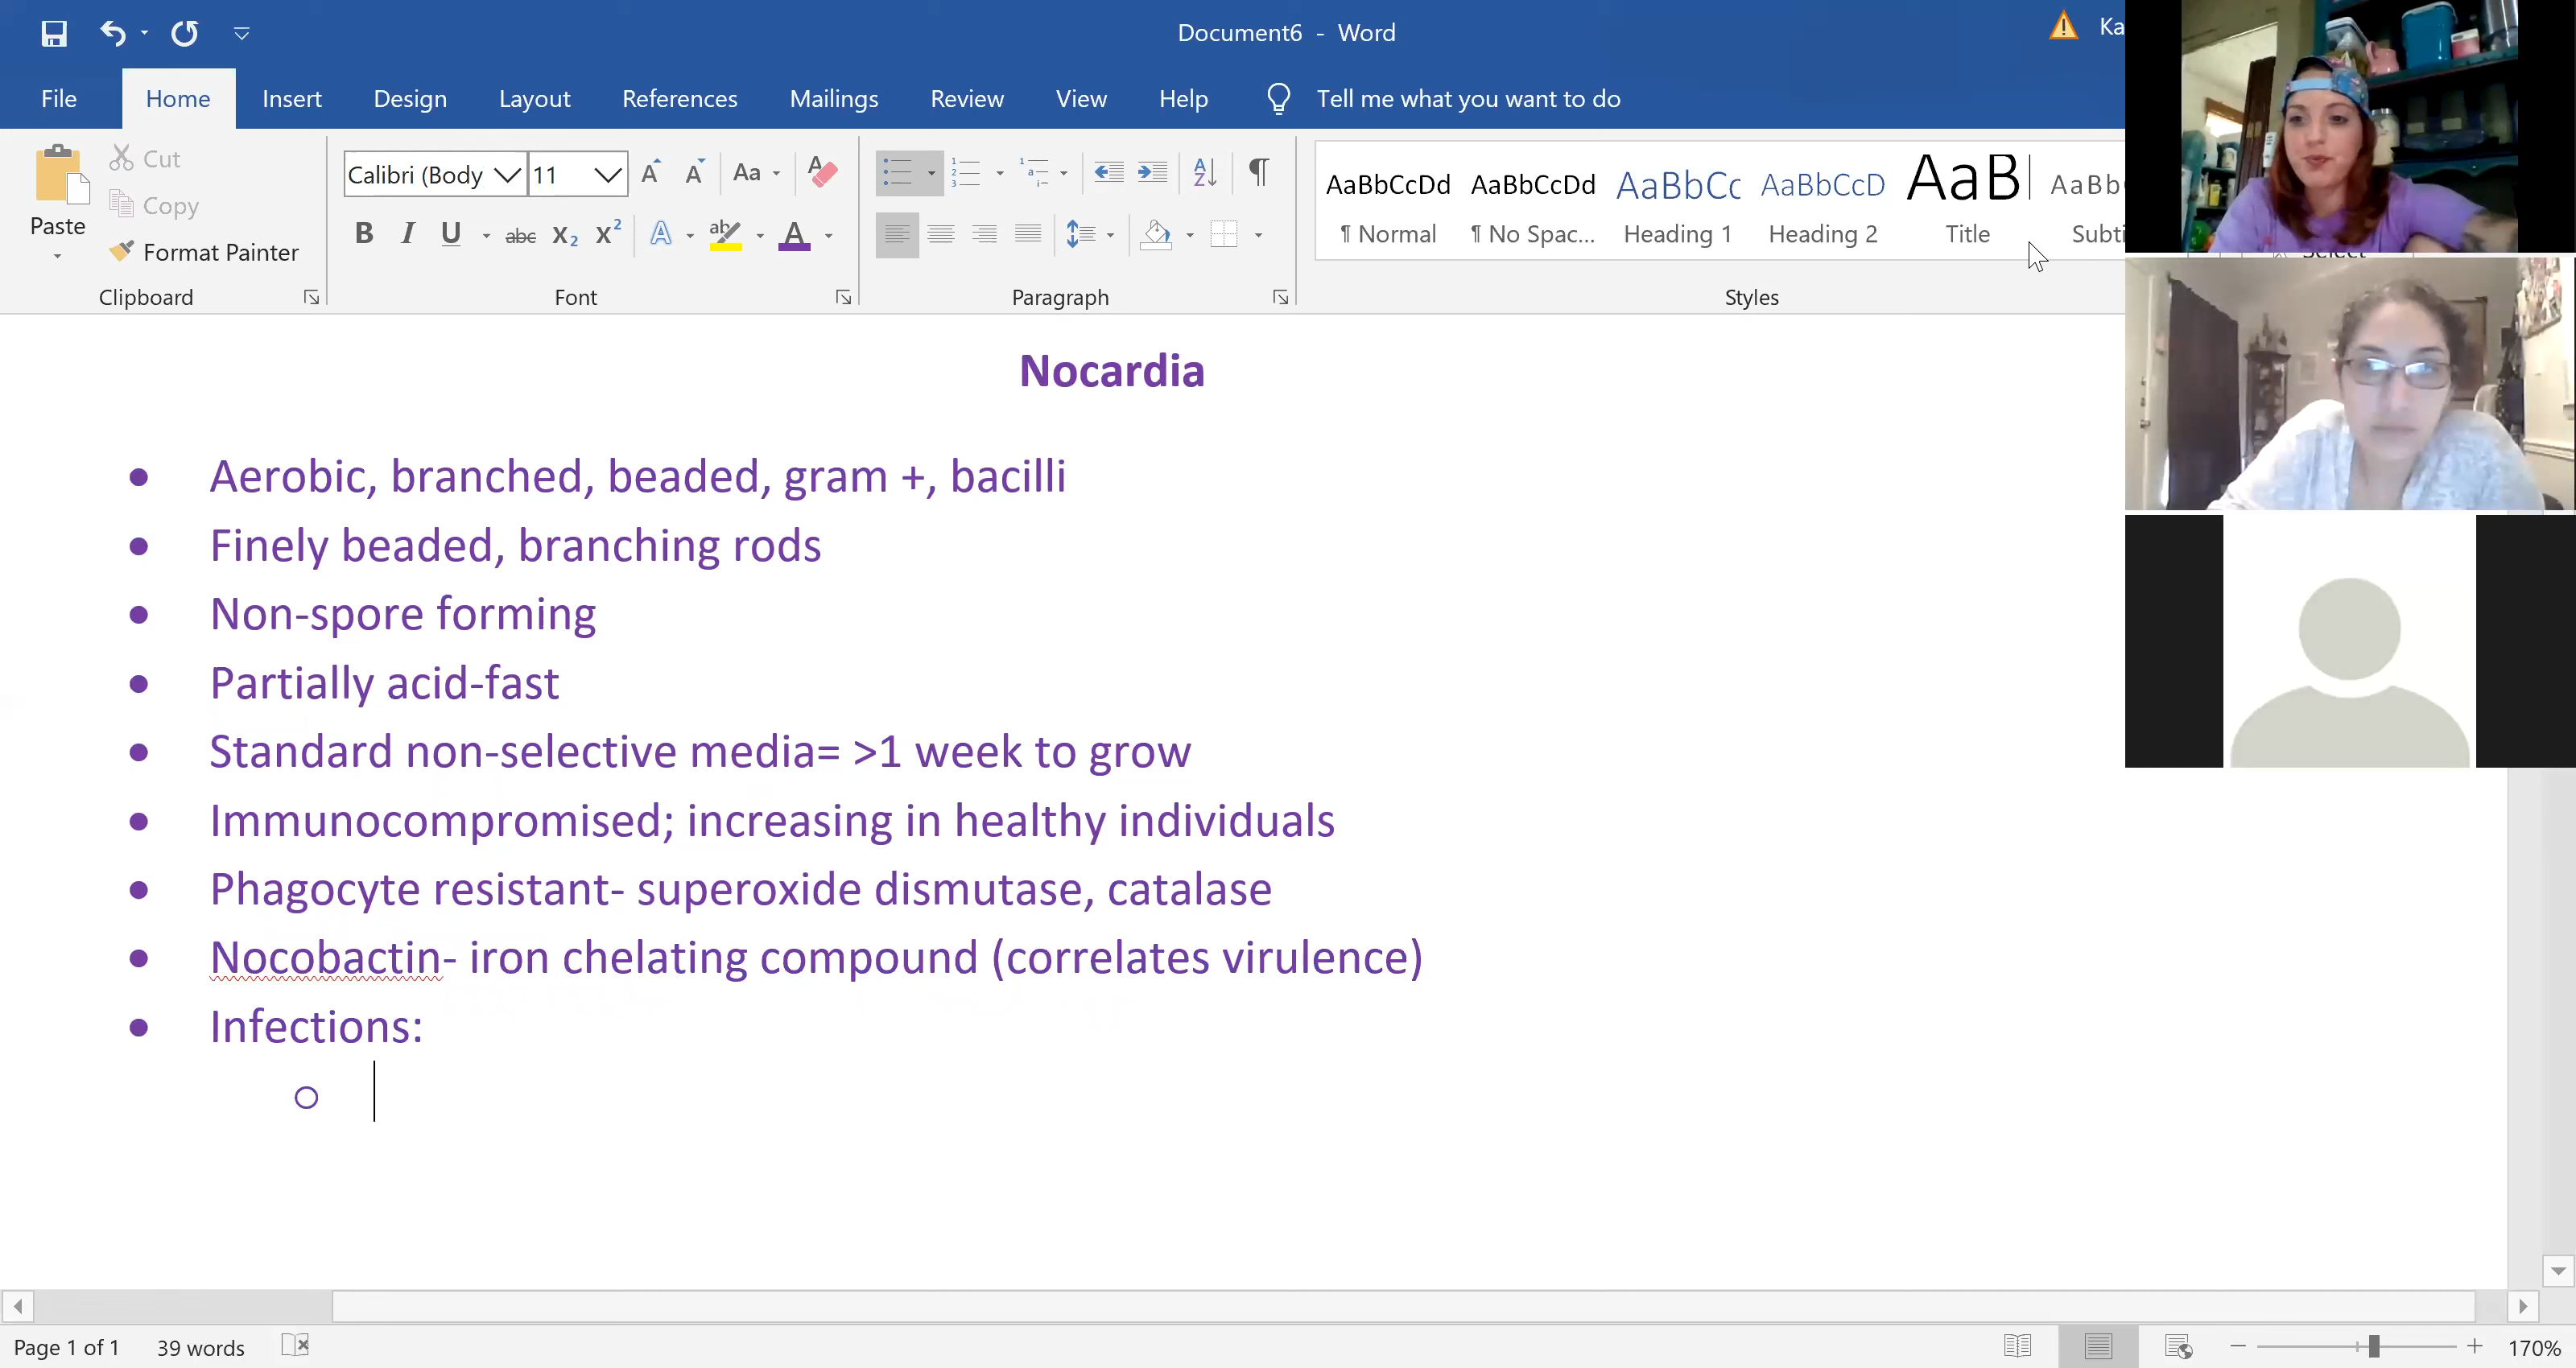 Document6 - Word
Ka
File Home Insert Design Layout References Mailings Review View Help Tell me what you want to do
Paste
Cut
Copy
Format Painter
Clipboard
Calibri (Body 11
Font
Paragraph
AaBbCcDd AaBbCcDd AaBbCc AaBbCcD AaB AaBb
¶ Normal ¶ No Spac... Heading 1 Heading 2 Title Subti
Styles
Select
Nocardia
• Aerobic, branched, beaded, gram +, bacilli
• Finely beaded, branching rods
• Non-spore forming
• Partially acid-fast
• Standard non-selective media= >1 week to grow
• Immunocompromised; increasing in healthy individuals
• Phagocyte resistant- superoxide dismutase, catalase
• Nocobactin- iron chelating compound (correlates virulence)
• Infections:
Page 1 of 1 39 words
170%